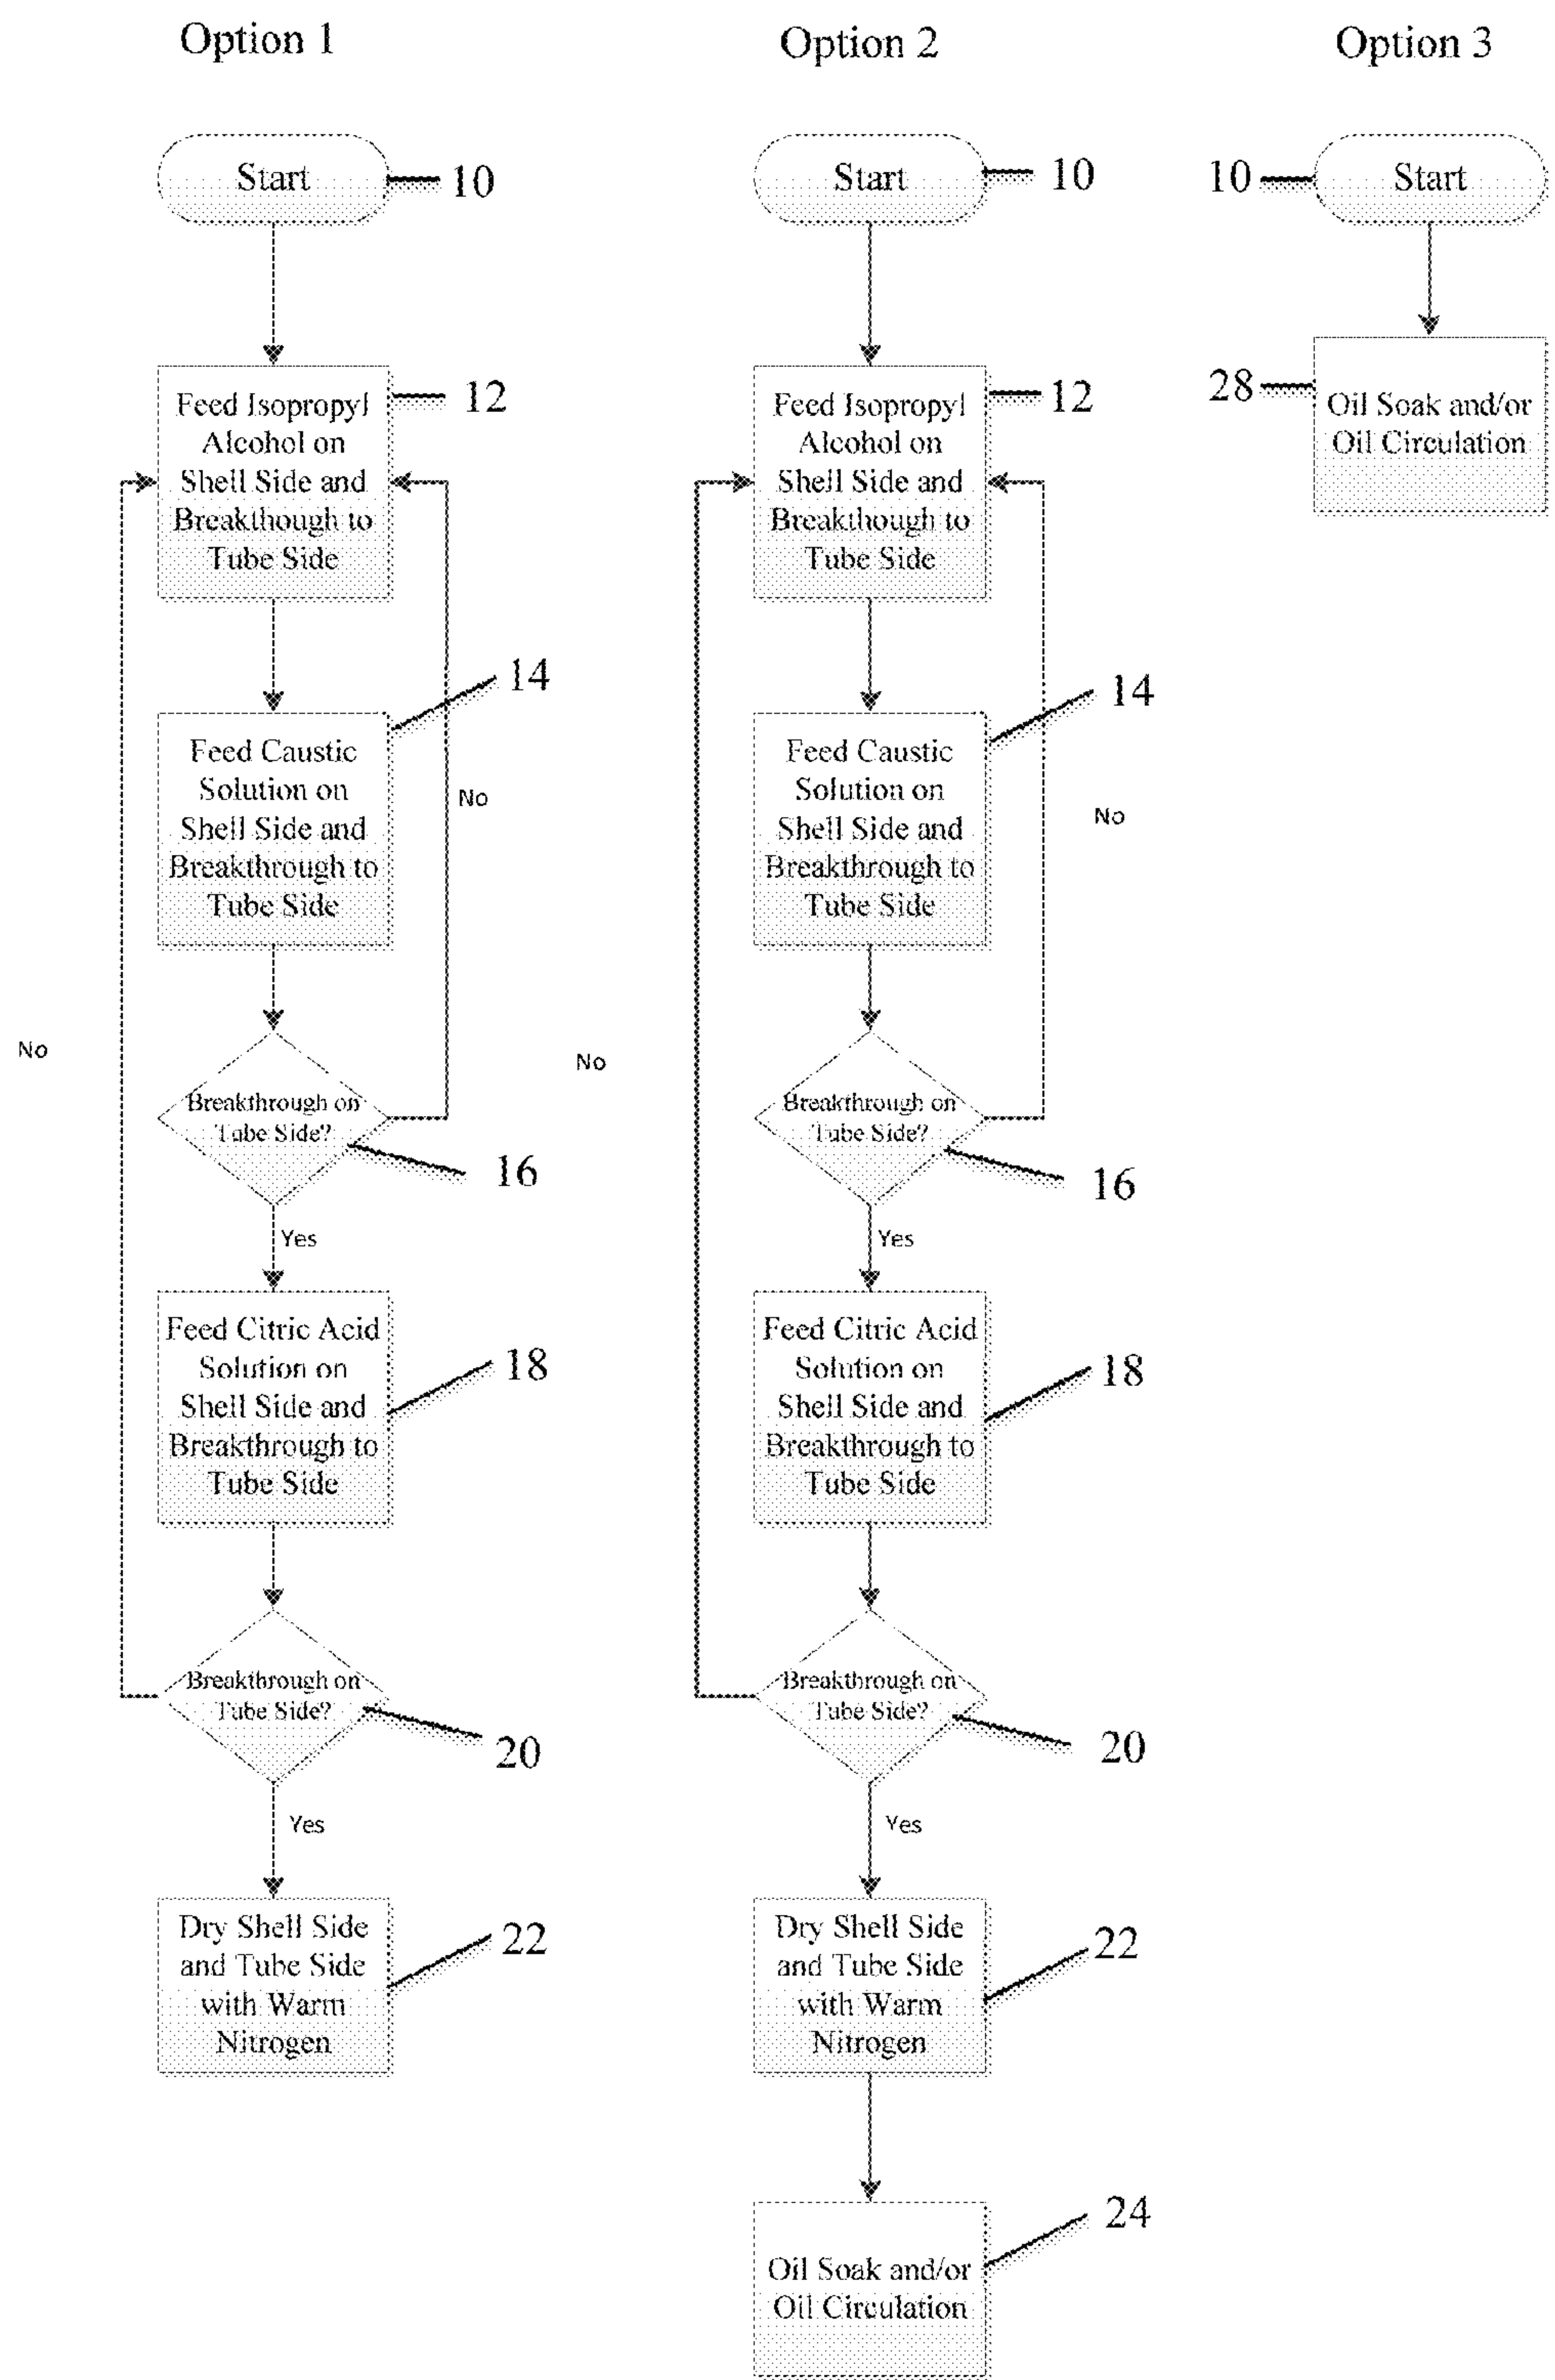 Option 1
Start
10
Feed Isopropyl
Alcohol on
Shell Side and
Breakthough to
Tube Side
12
Feed Caustic
Solution on
Shell Side and
Breakthrough to
Tube Side
14
No
No
Breakthrough on
Tube Side?
16
Yes
Feed Citric Acid
Solution on
Shell Side and
Breakthrough to
Tube Side
18
Breakthrough on
Tube Side?
20
Yes
Dry Shell Side
and Tube Side
with Warm
Nitrogen
22
Option 2
Start
10
Feed Isopropyl
Alcohol on
Shell Side and
Breakthough to
Tube Side
12
Feed Caustic
Solution on
Shell Side and
Breakthrough to
Tube Side
14
No
No
Breakthrough on
Tube Side?
16
Yes
Feed Citric Acid
Solution on
Shell Side and
Breakthrough to
Tube Side
18
Breakthrough on
Tube Side?
20
Yes
Dry Shell Side
and Tube Side
with Warm
Nitrogen
22
Oil Soak and/or
Oil Circulation
24
Option 3
10
Start
28
Oil Soak and/or
Oil Circulation